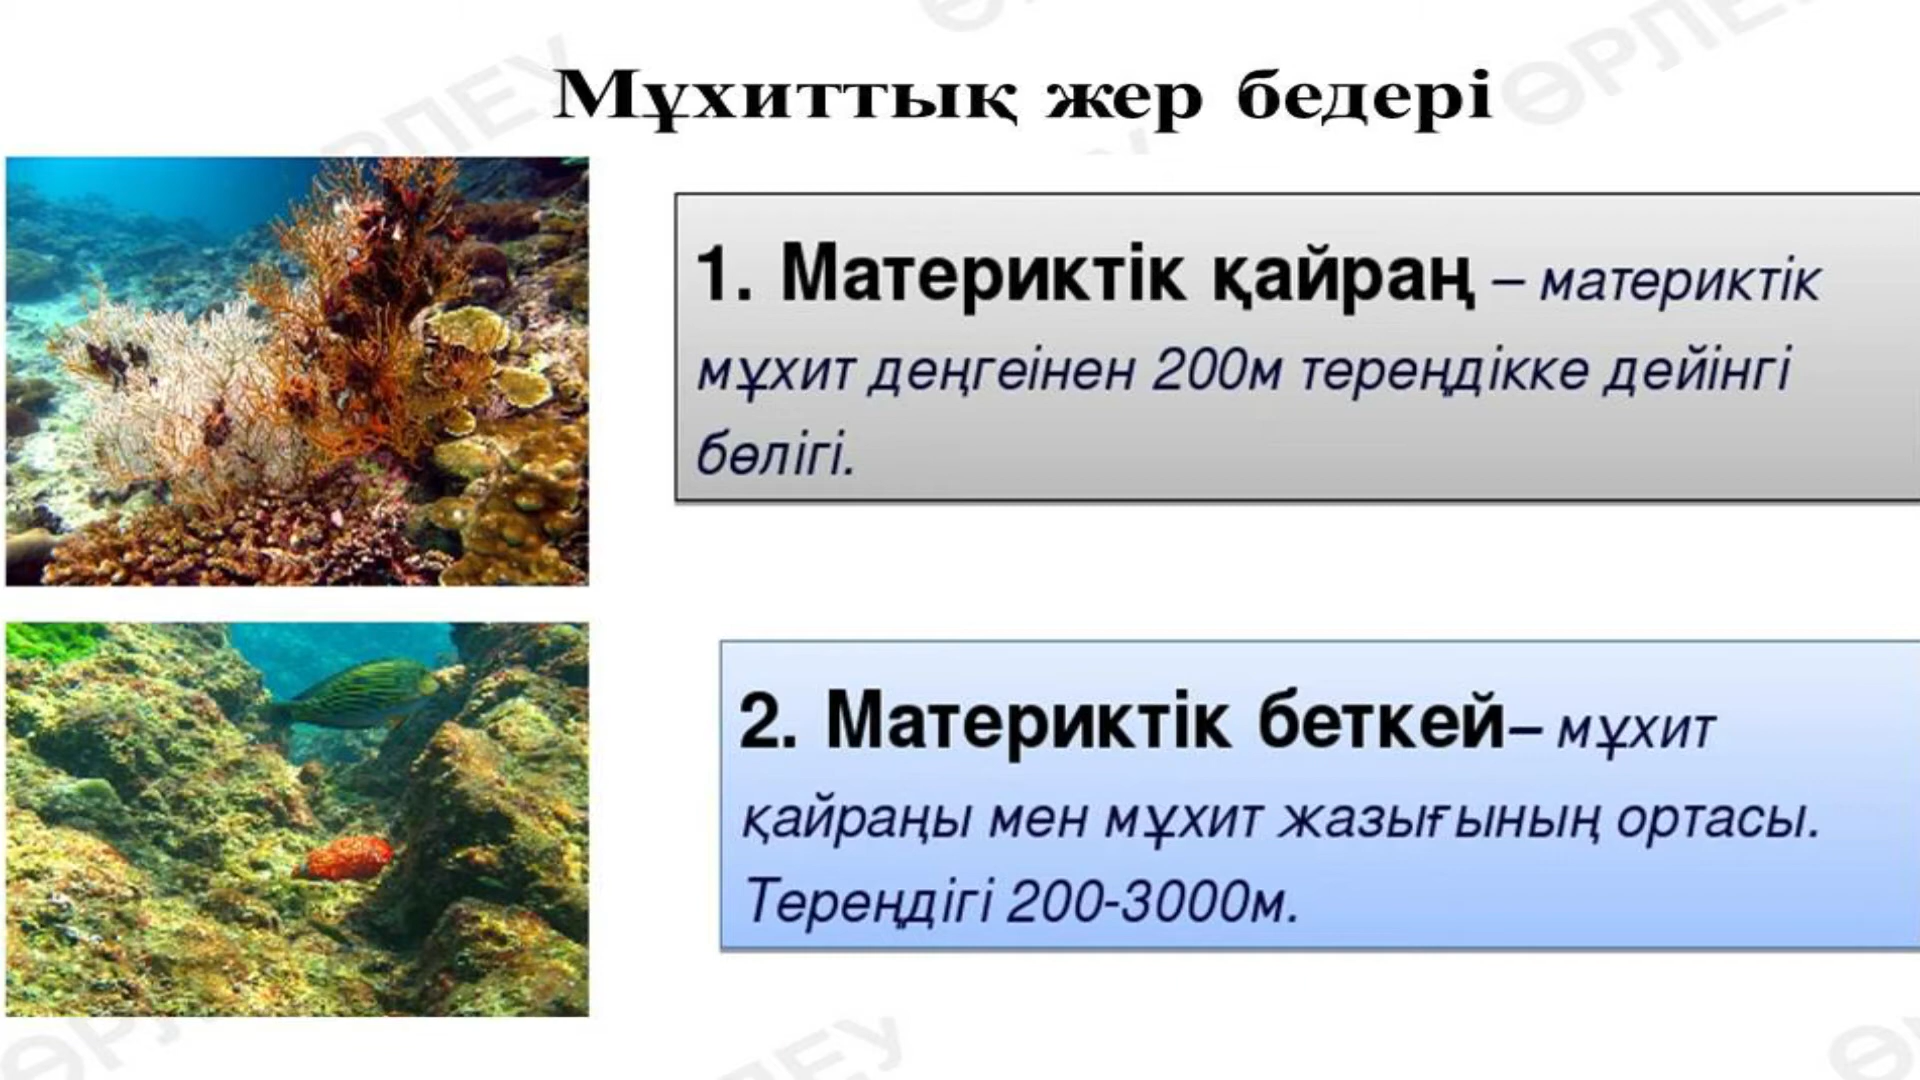 Мұхиттық жер бедері
1. Материктік қайраң – материктік
мұхит деңгеінен 200м тереңдікке дейінгі
бөлігі.
2. Материктік беткей– мұхит
қайраңы мен мұхит жазығының ортасы.
Тереңдігі 200-3000м.